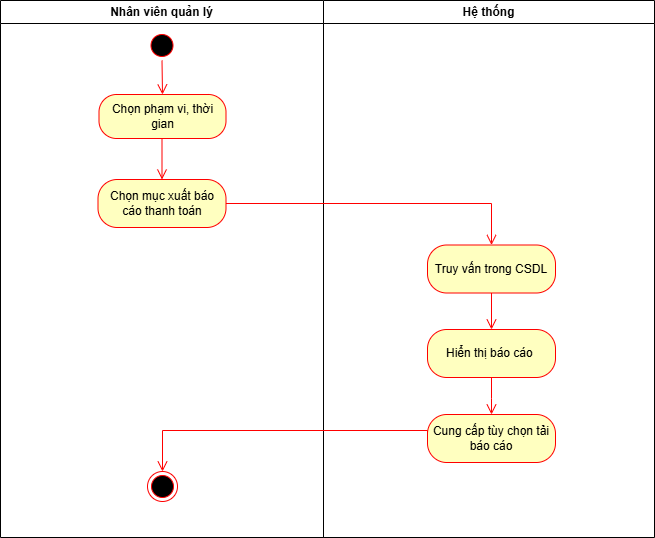 Nhân viên quản lý
Hệ thống
Chọn phạm vi, thời
gian
Chọn mục xuất báo
cáo thanh toán
Truy vấn trong CSDL
Hiển thị báo cáo
Cung cấp tùy chọn tải
báo cáo